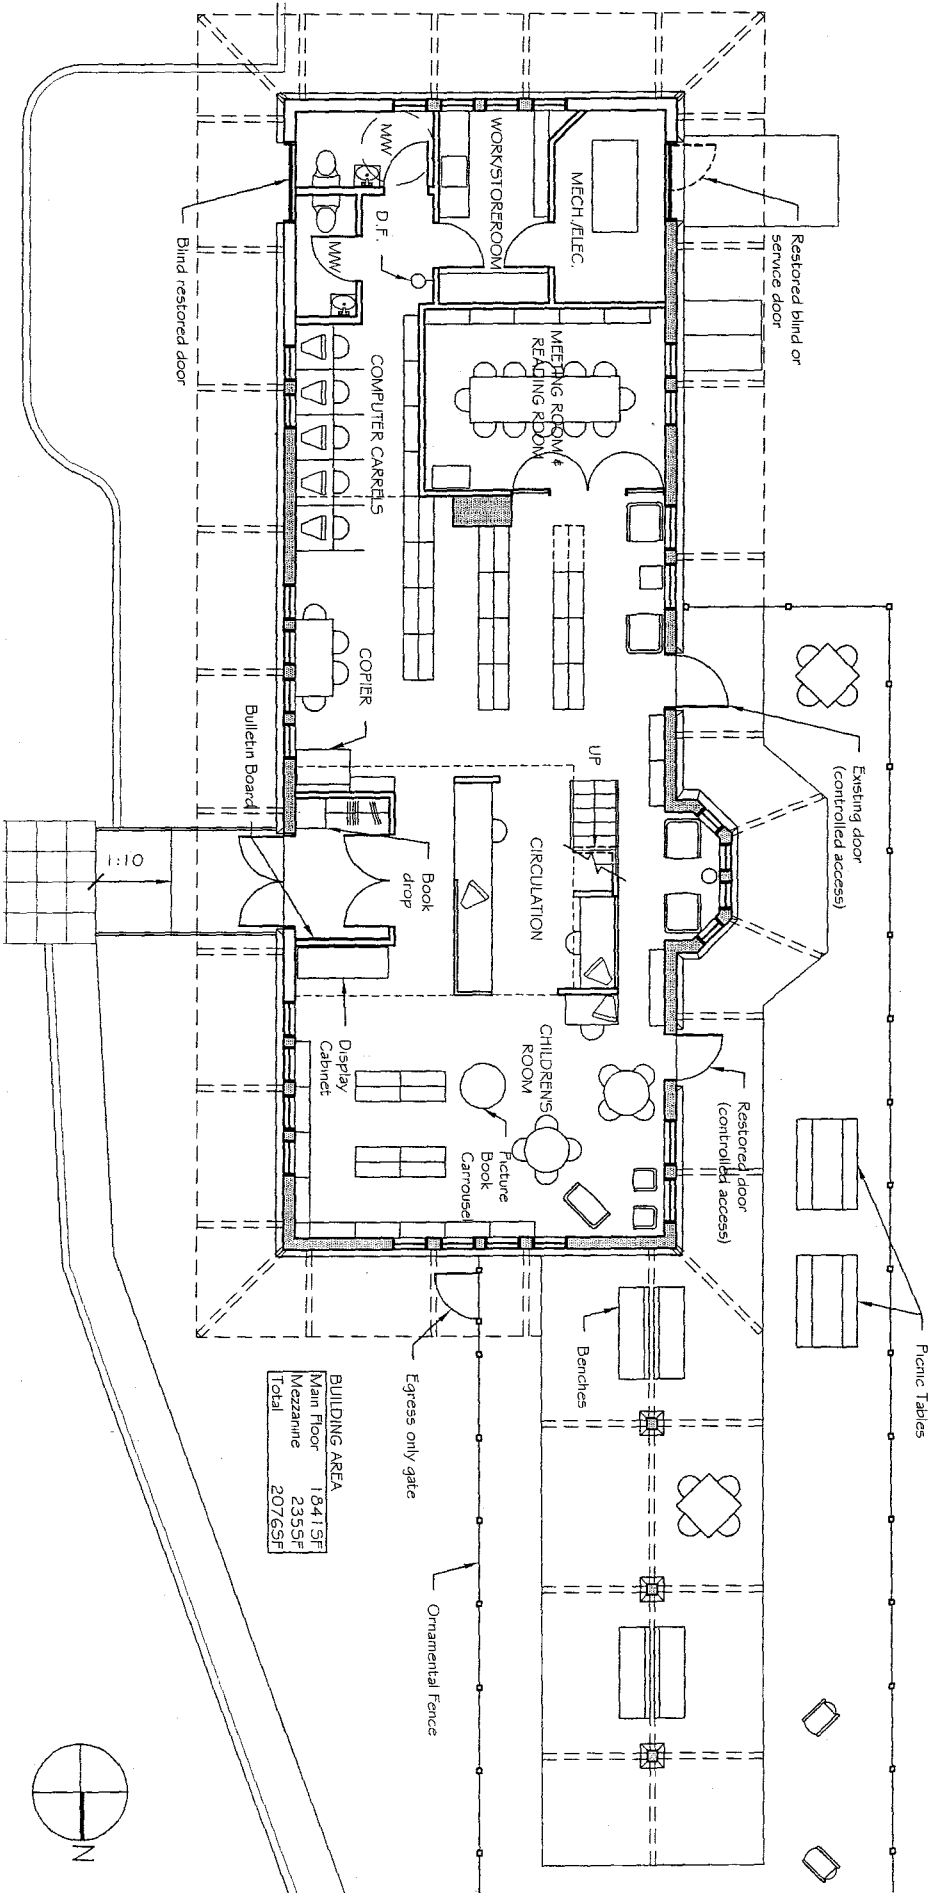 Restored blind or
service door
MECH./ELEC.
WORK/STOREROOM
M/W
D.F.
M/W
Blind restored door
MEETING ROOM &
READING ROOM
COMPUTER CARRELS
Existing door
(controlled access)
COPIER
Bulletin Board
UP
CIRCULATION
Book
drop
1:10
Display
Cabinet
CHILDREN'S
ROOM
Picture
Book
Carrousel
Restored door
(controlled access)
Picnic Tables
Benches
Egress only gate
Ornamental Fence
BUILDING AREA
Main Floor 1841SF
Mezzanine 235SF
Total 2076SF
N